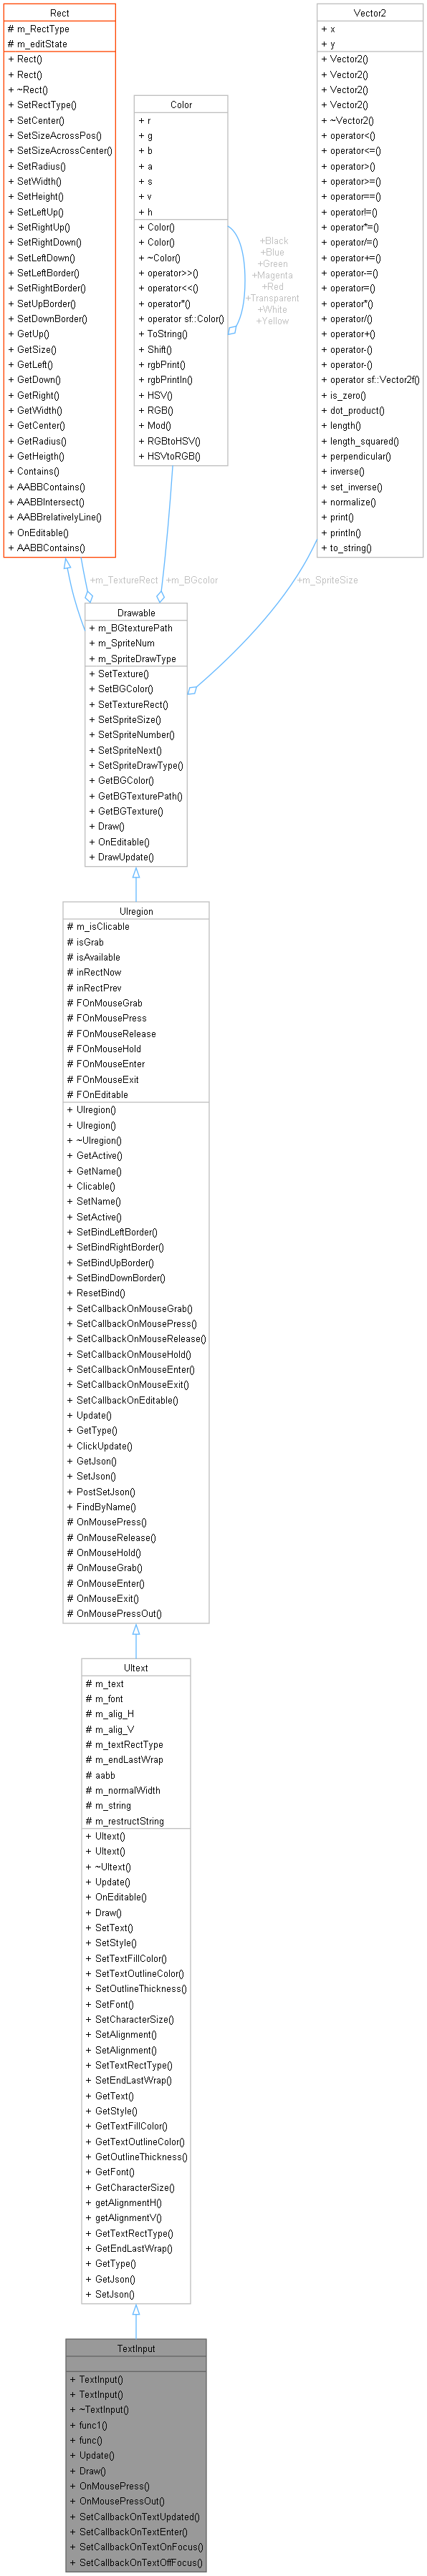 Rect
# m_RectType
# m_editState
+ Rect()
+ Rect()
+ ~Rect()
+ SetRectType()
+ SetCenter()
+ SetSizeAcrossPos()
+ SetSizeAcrossCenter()
+ SetRadius()
+ SetWidth()
+ SetHeight()
+ SetLeftUp()
+ SetRightUp()
+ SetRightDown()
+ SetLeftDown()
+ SetLeftBorder()
+ SetRightBorder()
+ SetUpBorder()
+ SetDownBorder()
+ GetUp()
+ GetSize()
+ GetLeft()
+ GetDown()
+ GetRight()
+ GetWidth()
+ GetCenter()
+ GetRadius()
+ GetHeigth()
+ Contains()
+ AABBContains()
+ AABBIntersect()
+ AABBrelativelyLine()
+ OnEditable()
+ AABBContains()
Color
+ r
+ g
+ b
+ a
+ s
+ v
+ h
+ Color()
+ Color()
+ ~Color()
+ operator>>()
+ operator<<()
+ operator*()
+ operator sf::Color()
+ ToString()
+ Shift()
+ rgbPrint()
+ rgbPrintln()
+ HSV()
+ RGB()
+ Mod()
+ RGBtoHSV()
+ HSVtoRGB()
+Black
+Blue
+Green
+Magenta
+Red
+Transparent
+White
+Yellow
Vector2
+ x
+ y
+ Vector2()
+ Vector2()
+ Vector2()
+ Vector2()
+ ~Vector2()
+ operator<()
+ operator<=()
+ operator>()
+ operator>=()
+ operator==()
+ operator!=()
+ operator*=()
+ operator/=()
+ operator+=()
+ operator-=()
+ operator=()
+ operator*()
+ operator/()
+ operator+()
+ operator-()
+ operator-()
+ operator sf::Vector2f()
+ is_zero()
+ dot_product()
+ length()
+ length_squared()
+ perpendicular()
+ inverse()
+ set_inverse()
+ normalize()
+ print()
+ println()
+ to_string()
+m_TextureRect
+m_BGcolor
+m_SpriteSize
Drawable
+ m_BGtexturePath
+ m_SpriteNum
+ m_SpriteDrawType
+ SetTexture()
+ SetBGColor()
+ SetTextureRect()
+ SetSpriteSize()
+ SetSpriteNumber()
+ SetSpriteNext()
+ SetSpriteDrawType()
+ GetBGColor()
+ GetBGTexturePath()
+ GetBGTexture()
+ Draw()
+ OnEditable()
+ DrawUpdate()
UIregion
# m_isClicable
# isGrab
# isAvailable
# inRectNow
# inRectPrev
# FOnMouseGrab
# FOnMousePress
# FOnMouseRelease
# FOnMouseHold
# FOnMouseEnter
# FOnMouseExit
# FOnEditable
+ UIregion()
+ UIregion()
+ ~UIregion()
+ GetActive()
+ GetName()
+ Clicable()
+ SetName()
+ SetActive()
+ SetBindLeftBorder()
+ SetBindRightBorder()
+ SetBindUpBorder()
+ SetBindDownBorder()
+ ResetBind()
+ SetCallbackOnMouseGrab()
+ SetCallbackOnMousePress()
+ SetCallbackOnMouseRelease()
+ SetCallbackOnMouseHold()
+ SetCallbackOnMouseEnter()
+ SetCallbackOnMouseExit()
+ SetCallbackOnEditable()
+ Update()
+ GetType()
+ ClickUpdate()
+ GetJson()
+ SetJson()
+ PostSetJson()
+ FindByName()
# OnMousePress()
# OnMouseRelease()
# OnMouseHold()
# OnMouseGrab()
# OnMouseEnter()
# OnMouseExit()
# OnMousePressOut()
UItext
# m_text
# m_font
# m_alig_H
# m_alig_V
# m_textRectType
# m_endLastWrap
# aabb
# m_normalWidth
# m_string
# m_restructString
+ UItext()
+ UItext()
+ ~UItext()
+ Update()
+ OnEditable()
+ Draw()
+ SetText()
+ SetStyle()
+ SetTextFillColor()
+ SetTextOutlineColor()
+ SetOutlineThickness()
+ SetFont()
+ SetCharacterSize()
+ SetAlignment()
+ SetAlignment()
+ SetTextRectType()
+ SetEndLastWrap()
+ GetText()
+ GetStyle()
+ GetTextFillColor()
+ GetTextOutlineColor()
+ GetOutlineThickness()
+ GetFont()
+ GetCharacterSize()
+ getAlignmentH()
+ getAlignmentV()
+ GetTextRectType()
+ GetEndLastWrap()
+ GetType()
+ GetJson()
+ SetJson()
TextInput
+ TextInput()
+ TextInput()
+ ~TextInput()
+ func1()
+ func()
+ Update()
+ Draw()
+ OnMousePress()
+ OnMousePressOut()
+ SetCallbackOnTextUpdated()
+ SetCallbackOnTextEnter()
+ SetCallbackOnTextOnFocus()
+ SetCallbackOnTextOffFocus()